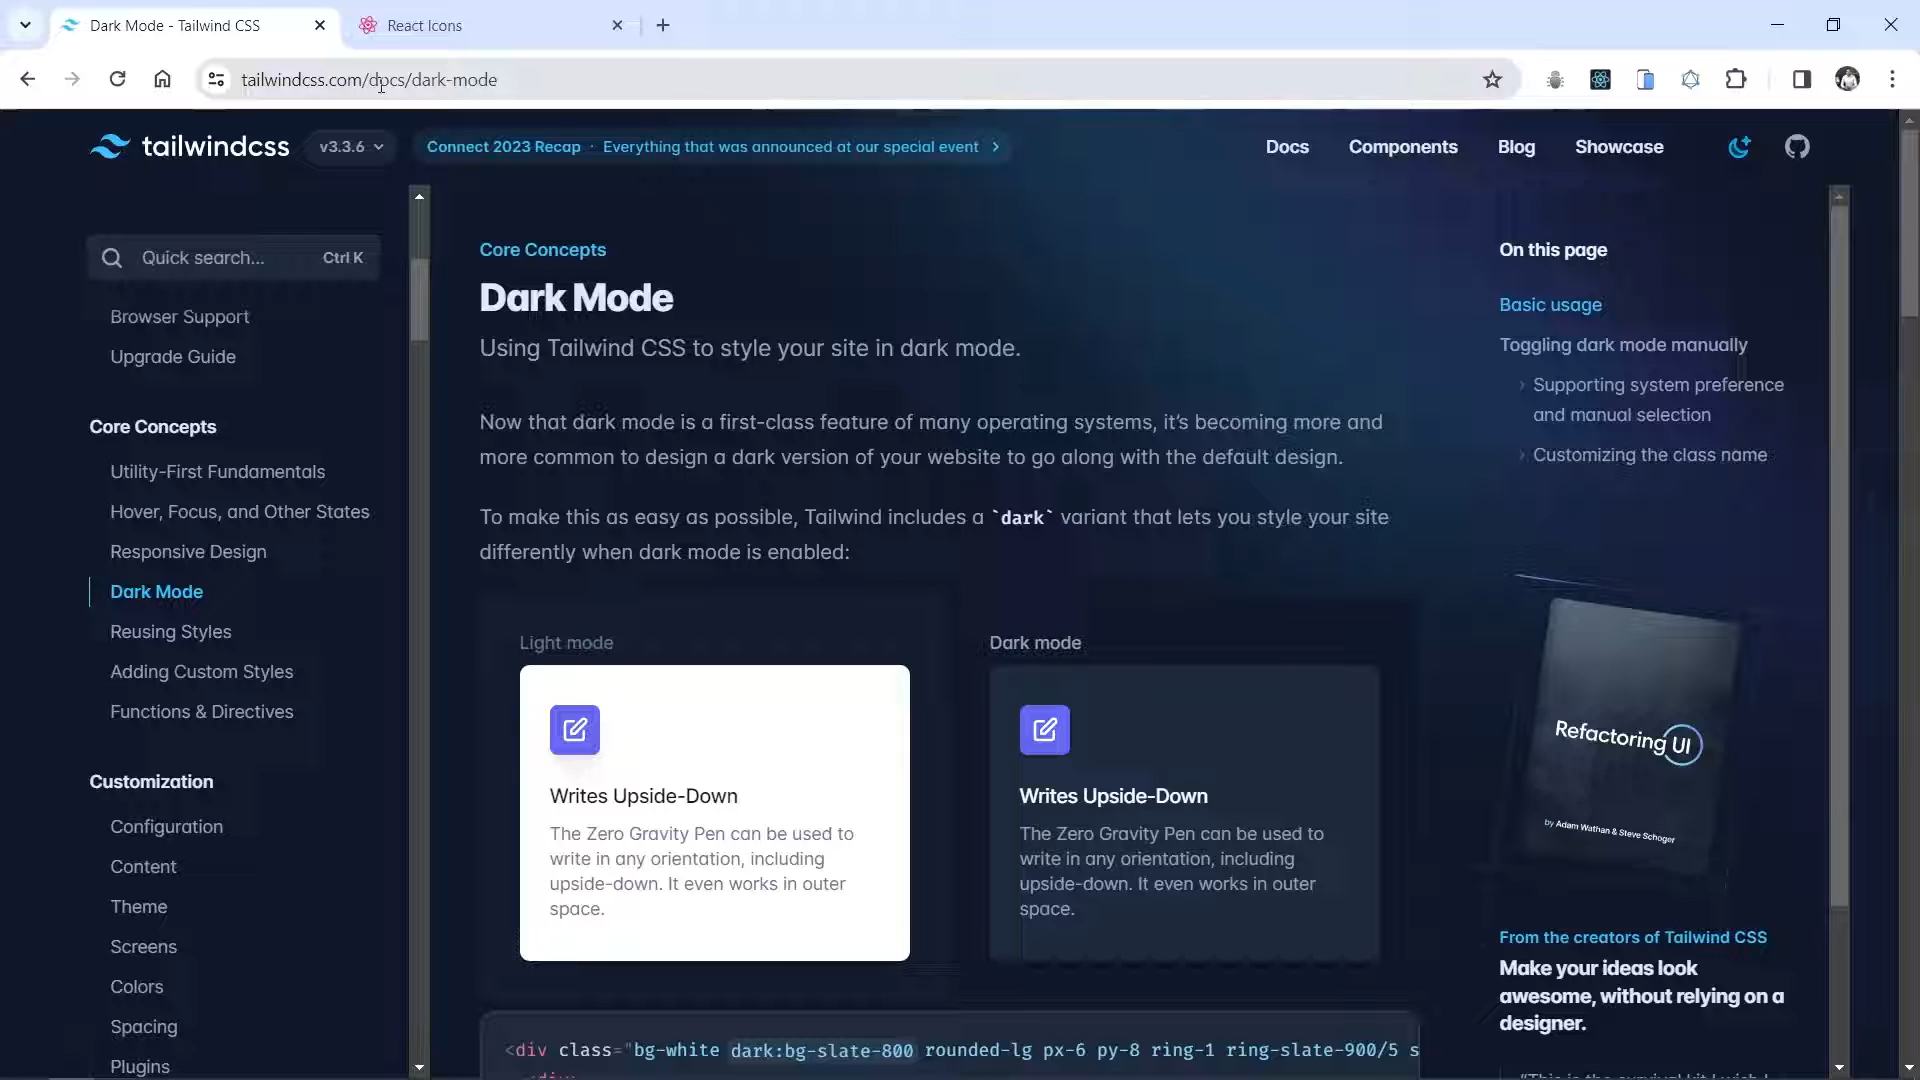 Dark Mode - Tailwind CSS
React Icons
tailwindcss.com/docs/dark-mode
tailwindcss
v3.3.6
Connect 2023 Recap · Everything that was announced at our special event
Docs
Components
Blog
Showcase
Quick search...
Ctrl K
Browser Support
Upgrade Guide
Core Concepts
Utility-First Fundamentals
Hover, Focus, and Other States
Responsive Design
Dark Mode
Reusing Styles
Adding Custom Styles
Functions & Directives
Customization
Configuration
Content
Theme
Screens
Colors
Spacing
Plugins
Core Concepts
Dark Mode
Using Tailwind CSS to style your site in dark mode.
Now that dark mode is a first-class feature of many operating systems, it's becoming more and
more common to design a dark version of your website to go along with the default design.
To make this as easy as possible, Tailwind includes a `dark` variant that lets you style your site
differently when dark mode is enabled:
Light mode
Writes Upside-Down
The Zero Gravity Pen can be used to
write in any orientation, including
upside-down. It even works in outer
space.
Dark mode
Writes Upside-Down
The Zero Gravity Pen can be used to
write in any orientation, including
upside-down. It even works in outer
space.
<div class="bg-white dark:bg-slate-800 rounded-lg px-6 py-8 ring-1 ring-slate-900/5 s
On this page
Basic usage
Toggling dark mode manually
Supporting system preference
and manual selection
Customizing the class name
Refactoring UI
by Adam Wathan & Steve Schoger
From the creators of Tailwind CSS
Make your ideas look
awesome, without relying on a
designer.